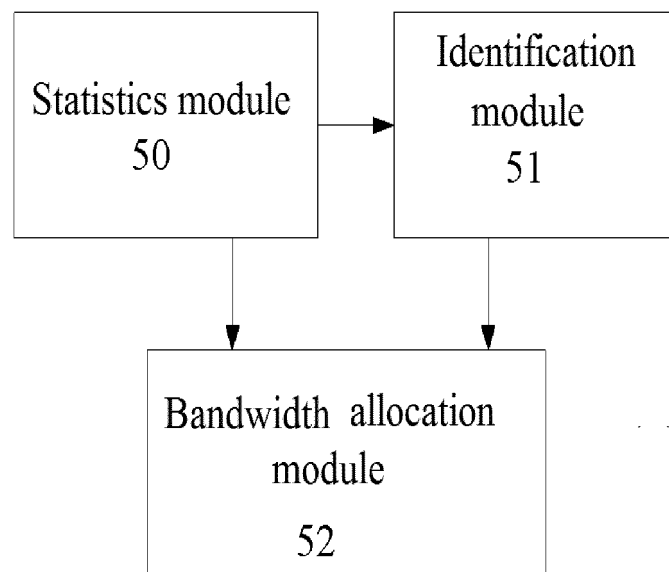 Statistics module
50
Identification
module
51
Bandwidth allocation
module
52